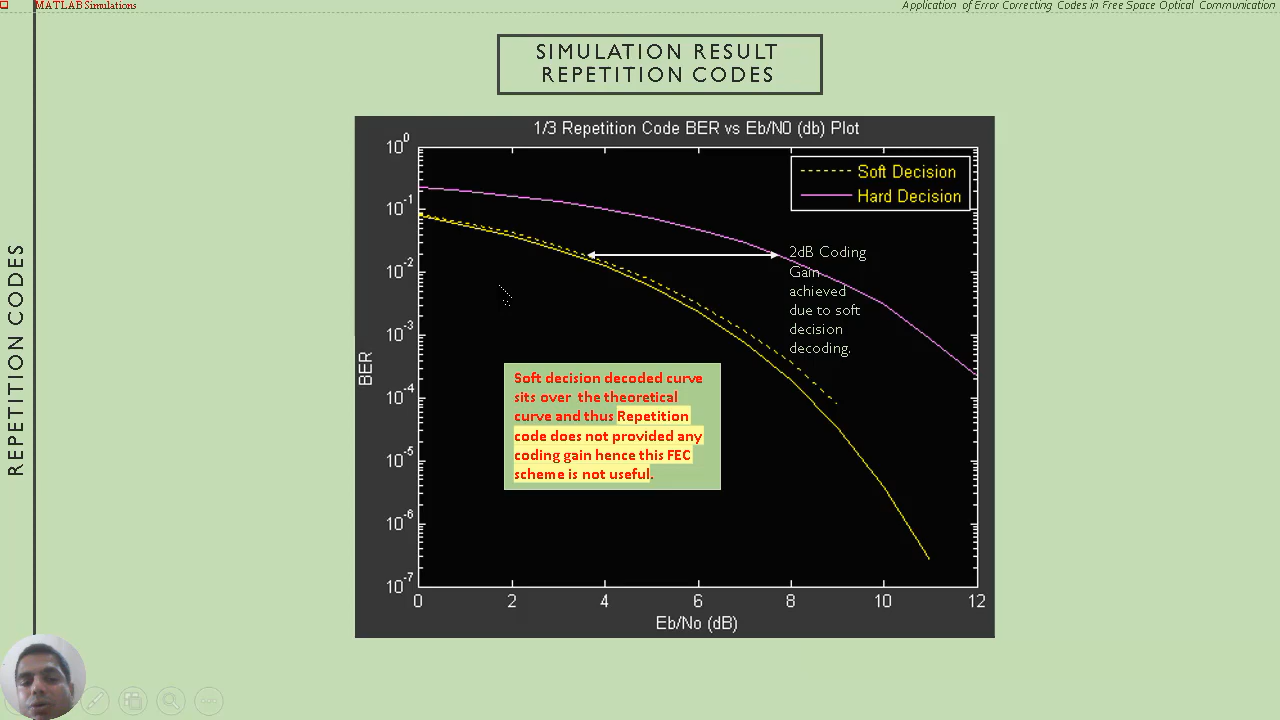 MATLAB Simulations
Application of Error Correcting Codes in Free Space Optical Communication
REPETITION CODES
SIMULATION RESULT
REPETITION CODES
1/3 Repetition Code BER vs Eb/N0 (db) Plot
Soft Decision
Hard Decision
2dB Coding
Gain
achieved
due to soft
decision
decoding.
Soft decision decoded curve
sits over the theoretical
curve and thus Repetition
code does not provided any
coding gain hence this FEC
scheme is not useful.
BER
10^0
10^-1
10^-2
10^-3
10^-4
10^-5
10^-6
10^-7
0 2 4 6 8 10 12
Eb/No (dB)